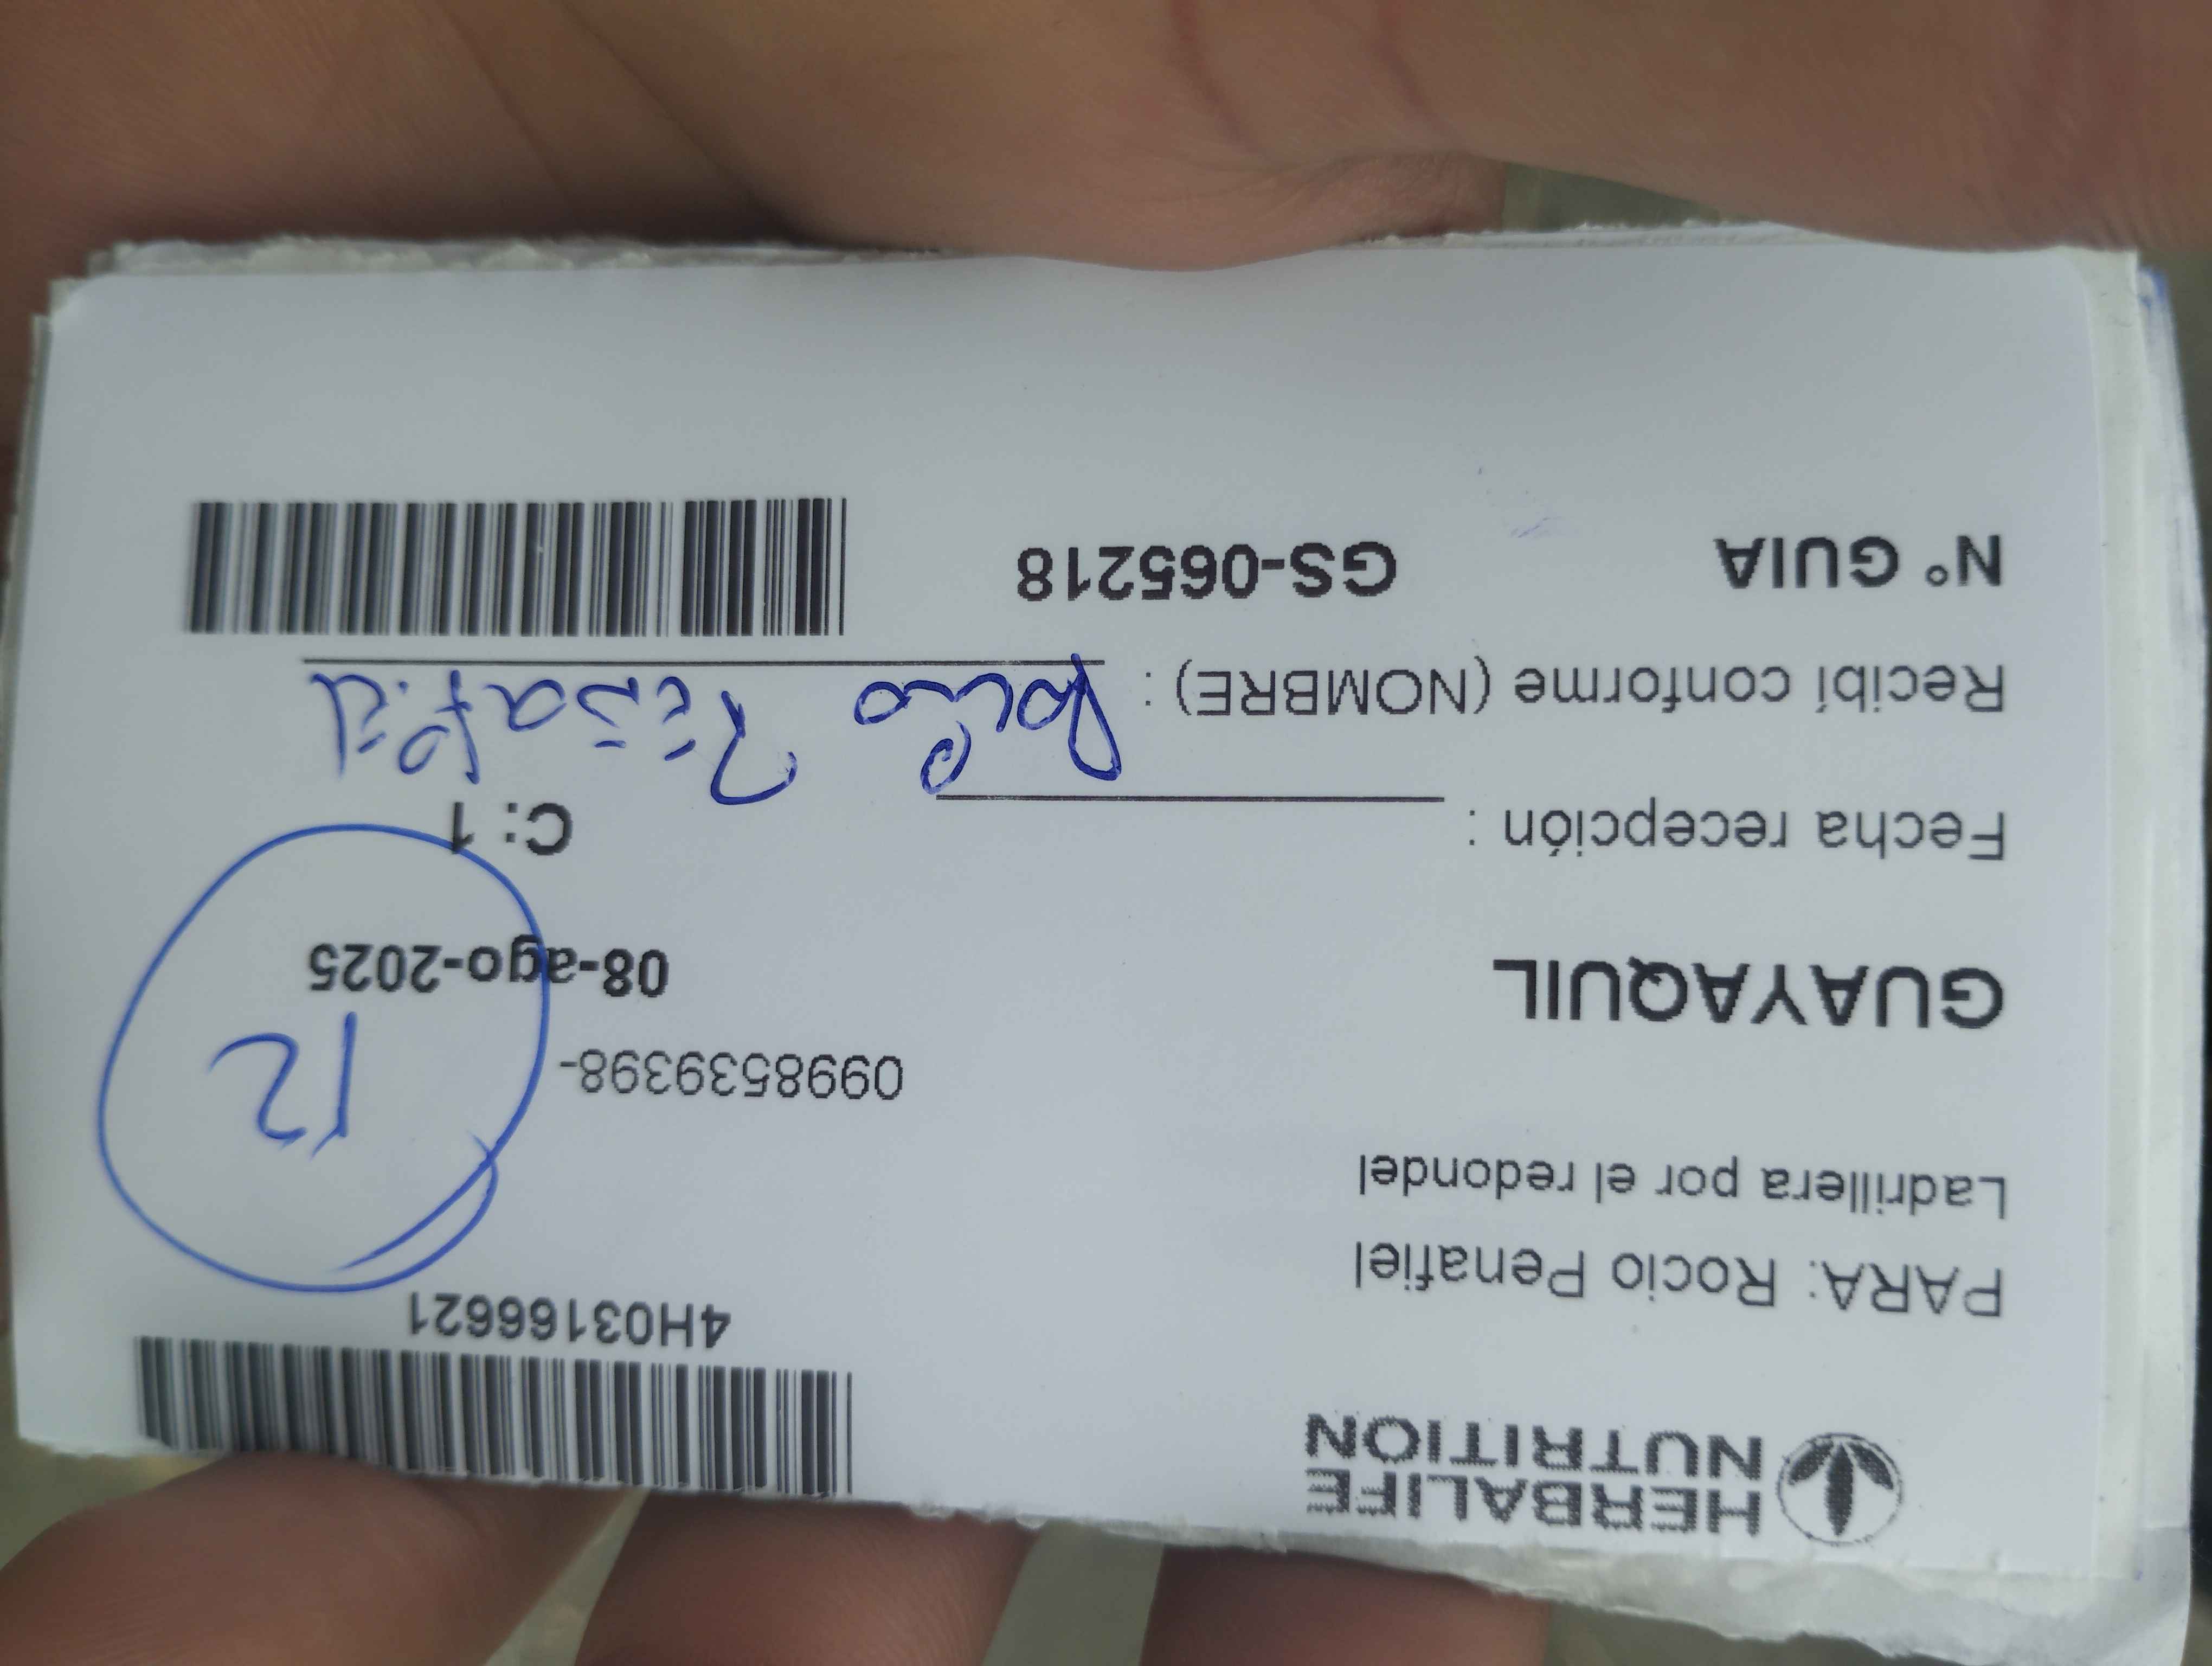 HERBALIFE
NUTRITION
4H03166621
PARA: Rocio Penafiel
Ladrillera por el redondel
0998539398-
12
GUAYAQUIL
08-ago-2025
C: 1
Fecha recepción :
Recibí conforme (NOMBRE) : Rocío
N° GUIA GS-065218